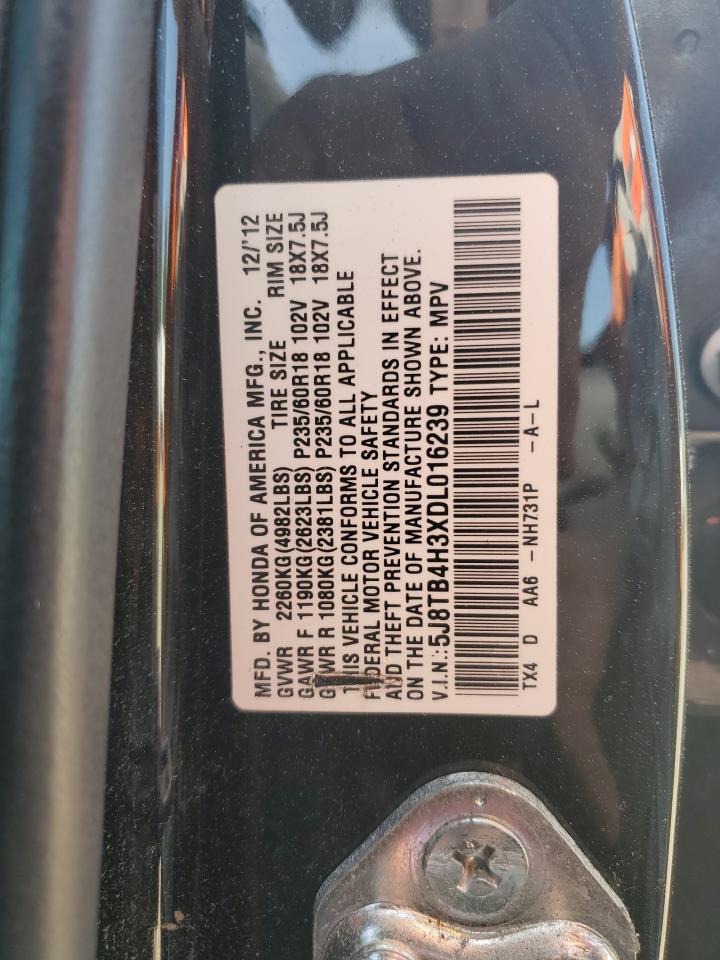 MFD. BY HONDA OF AMERICA MFG., INC. 12/'12
GVWR 2260KG(4982LBS) TIRE SIZE RIM SIZE
GAWR F 1190KG(2623LBS) P235/60R18 102V 18X7.5J
GAWR R 1080KG(2381LBS) P235/60R18 102V 18X7.5J
THIS VEHICLE CONFORMS TO ALL APPLICABLE
FEDERAL MOTOR VEHICLE SAFETY
AND THEFT PREVENTION STANDARDS IN EFFECT
ON THE DATE OF MANUFACTURE SHOWN ABOVE.
V.I.N.: 5J8TB4H3XDL016239 TYPE: MPV
TX4 D AA6 -NH731P -A-L